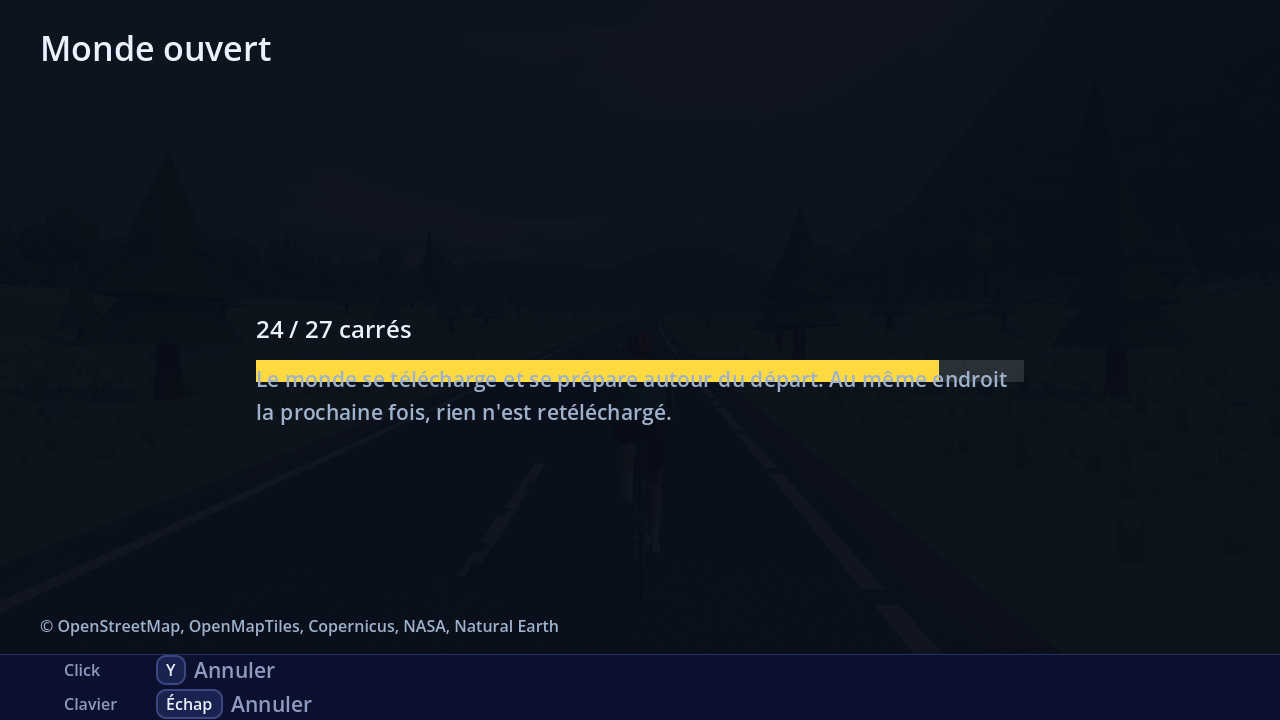 Monde ouvert
24 / 27 carrés
Le monde se télécharge et se prépare autour du départ. Au même endroit
la prochaine fois, rien n'est retéléchargé.
© OpenStreetMap, OpenMapTiles, Copernicus, NASA, Natural Earth
Click Y Annuler
Clavier Échap Annuler